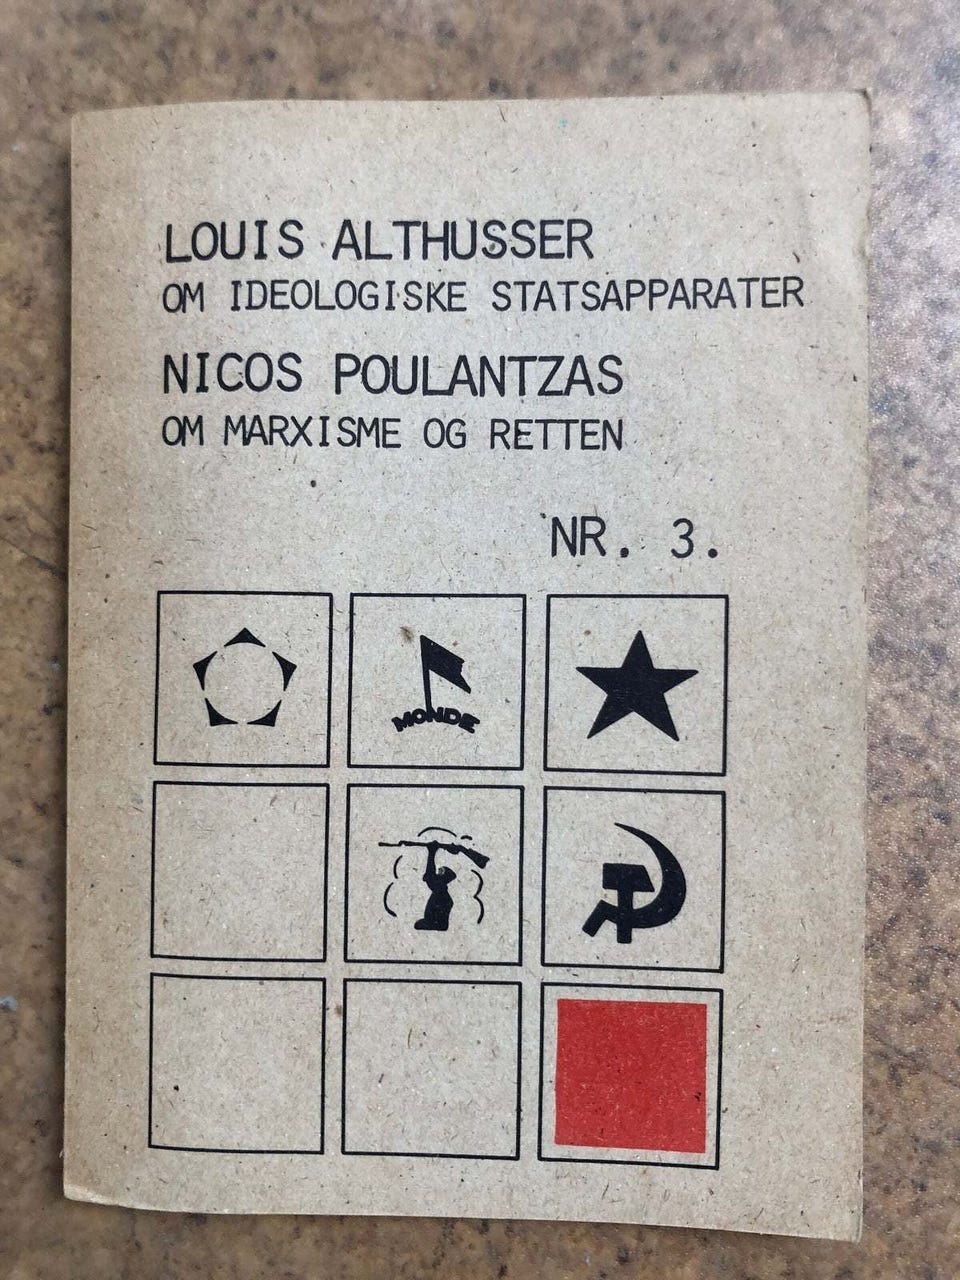 LOUIS ALTHUSSER
OM IDEOLOGISKE STATSAPPARATER
NICOS POULANTZAS
OM MARXISME OG RETTEN
NR. 3.
MONDE